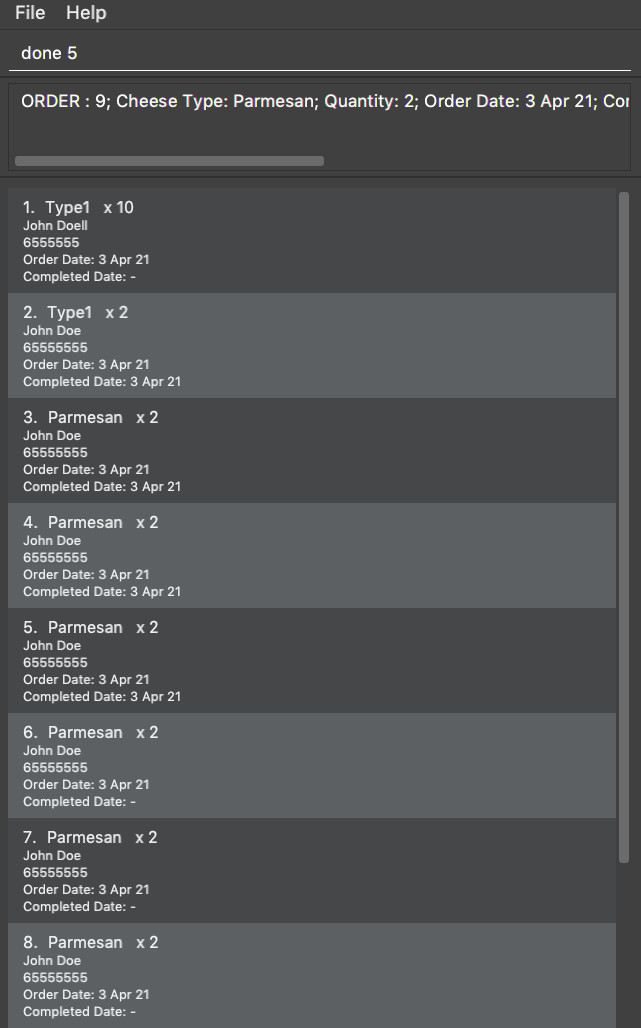 File Help
done 5
ORDER : 9; Cheese Type: Parmesan; Quantity: 2; Order Date: 3 Apr 21;
1. Type1 x 10
John Doell
6555555
Order Date: 3 Apr 21
Completed Date: -
2. Type1 x 2
John Doe
65555555
Order Date: 3 Apr 21
Completed Date: 3 Apr 21
3. Parmesan x 2
John Doe
65555555
Order Date: 3 Apr 21
Completed Date: 3 Apr 21
4. Parmesan x 2
John Doe
65555555
Order Date: 3 Apr 21
Completed Date: 3 Apr 21
5. Parmesan x 2
John Doe
65555555
Order Date: 3 Apr 21
Completed Date: 3 Apr 21
6. Parmesan x 2
John Doe
65555555
Order Date: 3 Apr 21
Completed Date: -
7. Parmesan x 2
John Doe
65555555
Order Date: 3 Apr 21
Completed Date: -
8. Parmesan x 2
John Doe
65555555
Order Date: 3 Apr 21
Completed Date: -